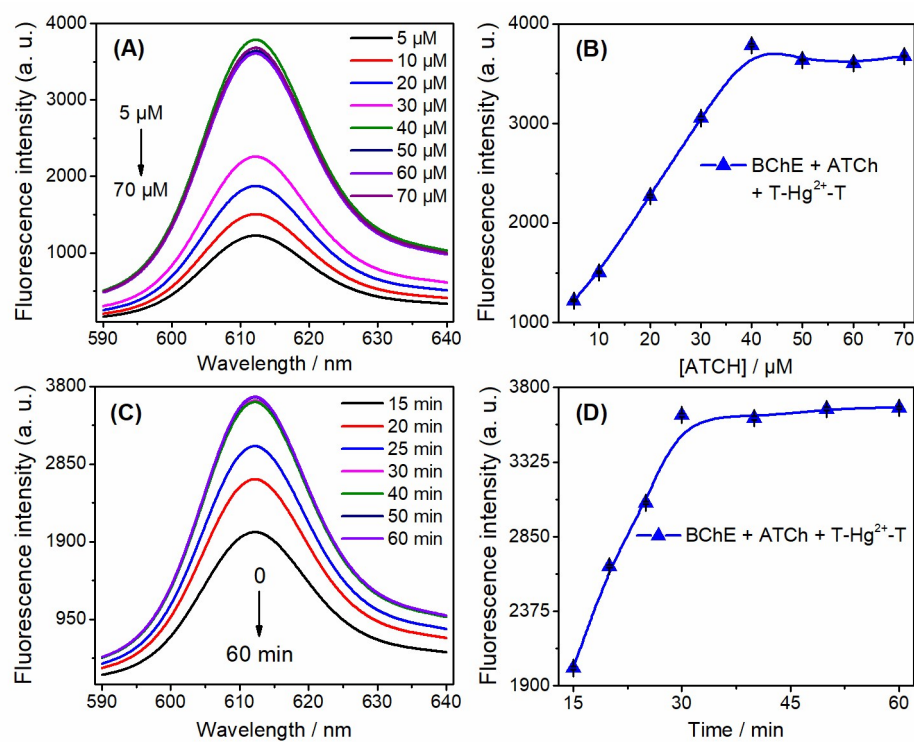 (A)
Fluorescence intensity (a. u.)
4000
3000
2000
1000
5 µM
70 µM
5 µM
10 µM
20 µM
30 µM
40 µM
50 µM
60 µM
70 µM
590 600 610 620 630 640
Wavelength / nm
(B)
Fluorescence intensity (a. u.)
4000
3000
2000
1000
BChE + ATCh
+ T-Hg²⁺-T
10 20 30 40 50 60 70
[ATCH] / µM
(C)
Fluorescence intensity (a. u.)
3800
2850
1900
950
15 min
20 min
25 min
30 min
40 min
50 min
60 min
0
60 min
590 600 610 620 630 640
Wavelength / nm
(D)
Fluorescence intensity (a. u.)
3800
3325
2850
2375
1900
BChE + ATCh + T-Hg²⁺-T
15 30 45 60
Time / min